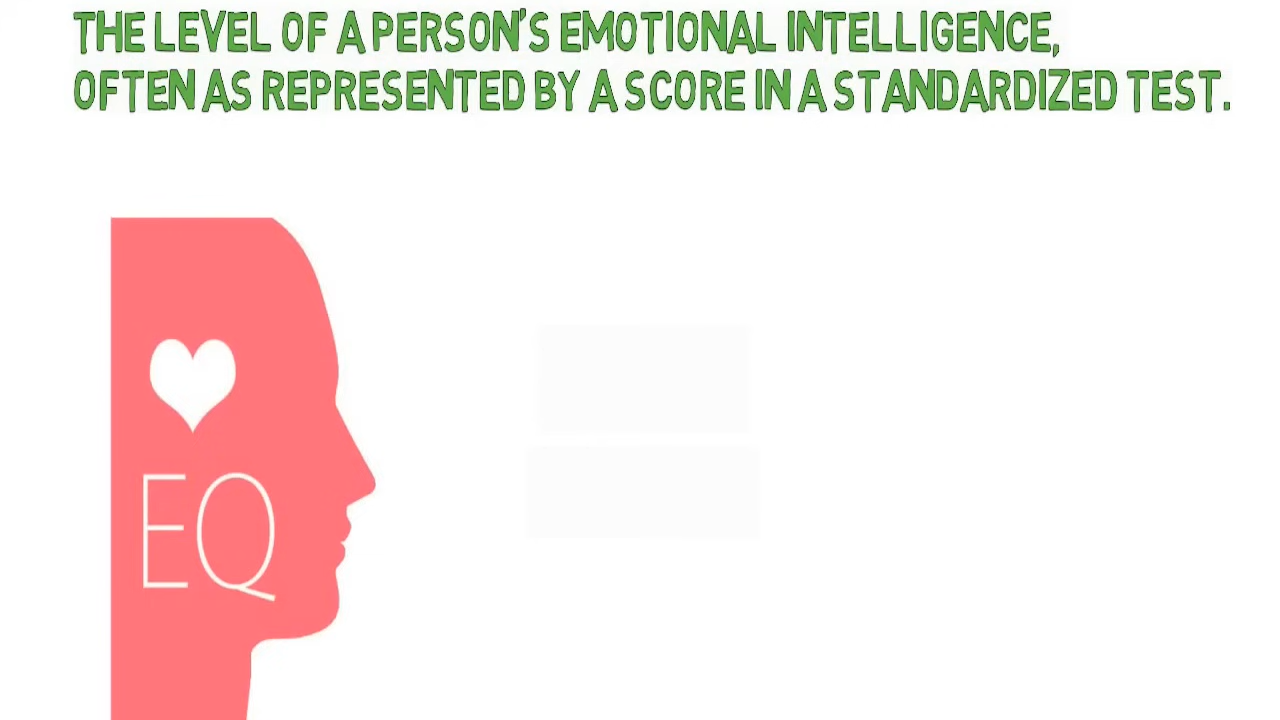 THE LEVEL OF A PERSON'S EMOTIONAL INTELLIGENCE,
OFTEN AS REPRESENTED BY A SCORE IN A STANDARDIZED TEST.
EQ